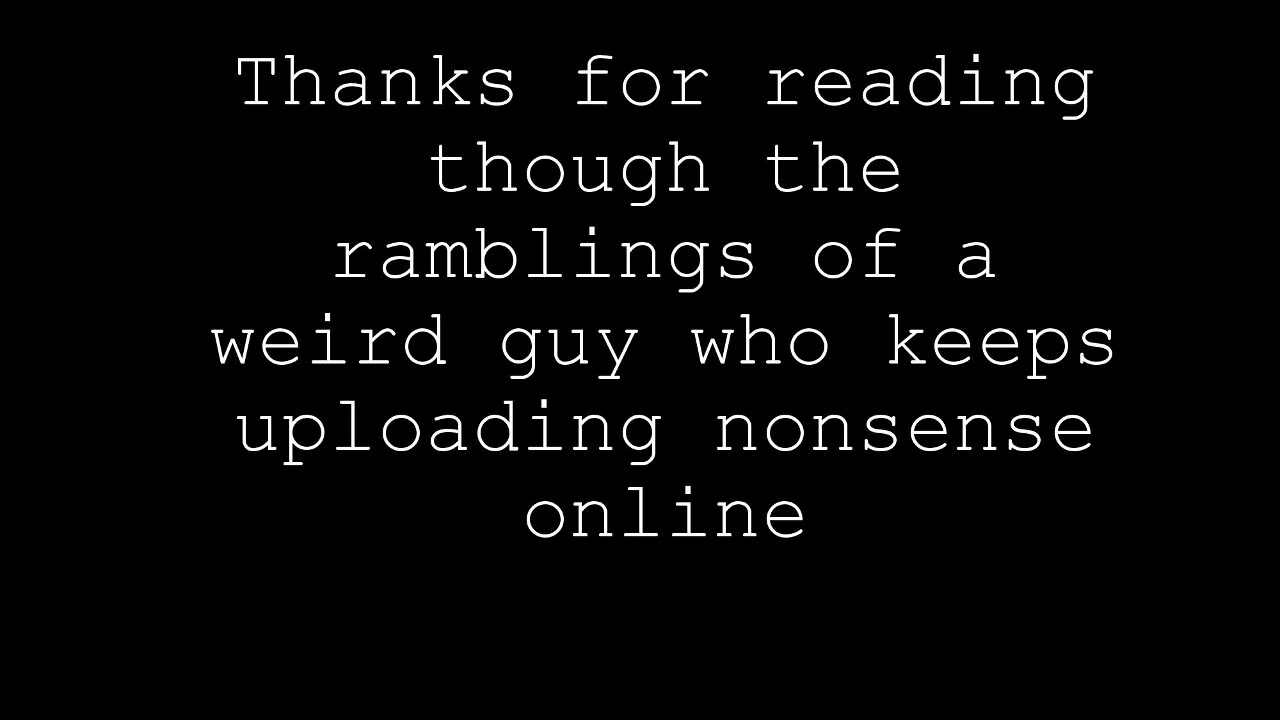 Thanks for reading
though the
ramblings of a
weird guy who keeps
uploading nonsense
online